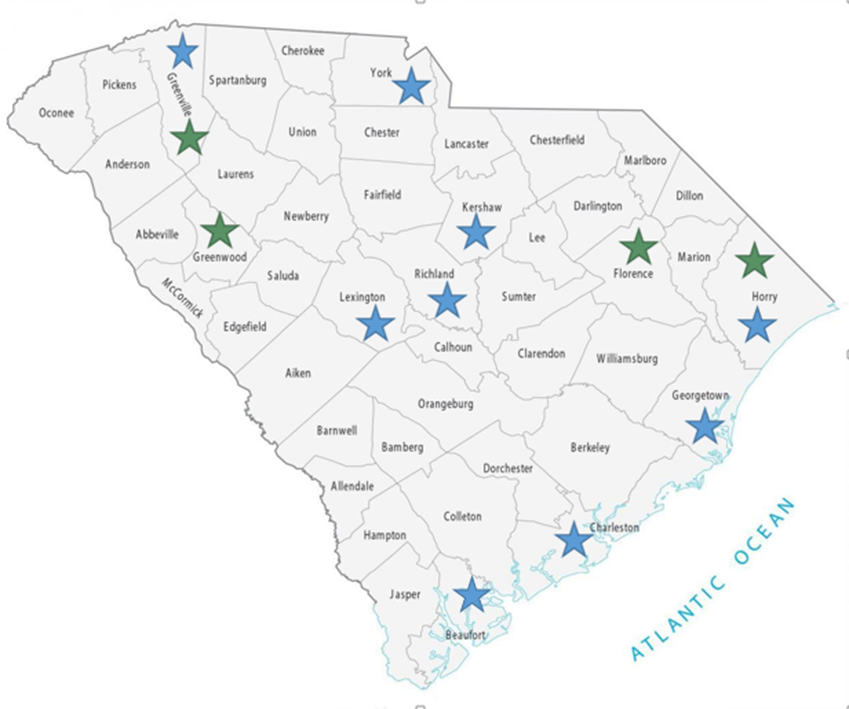 Cherokee
York
Spartanburg
Greenville
Pickens
Oconee
Union
Chester
Lancaster
Chesterfield
Marlboro
Anderson
Laurens
Fairfield
Dillon
Kershaw
Darlington
Newberry
Abbeville
Lee
Greenwood
Marion
Florence
Richland
Saluda
McCormick
Lexington
Sumter
Horry
Edgefield
Calhoun
Clarendon
Williamsburg
Aiken
Georgetown
Orangeburg
Barnwell
Bamberg
Berkeley
Dorchester
Allendale
Colleton
Charleston
Hampton
Jasper
Beaufort
ATLANTIC OCEAN